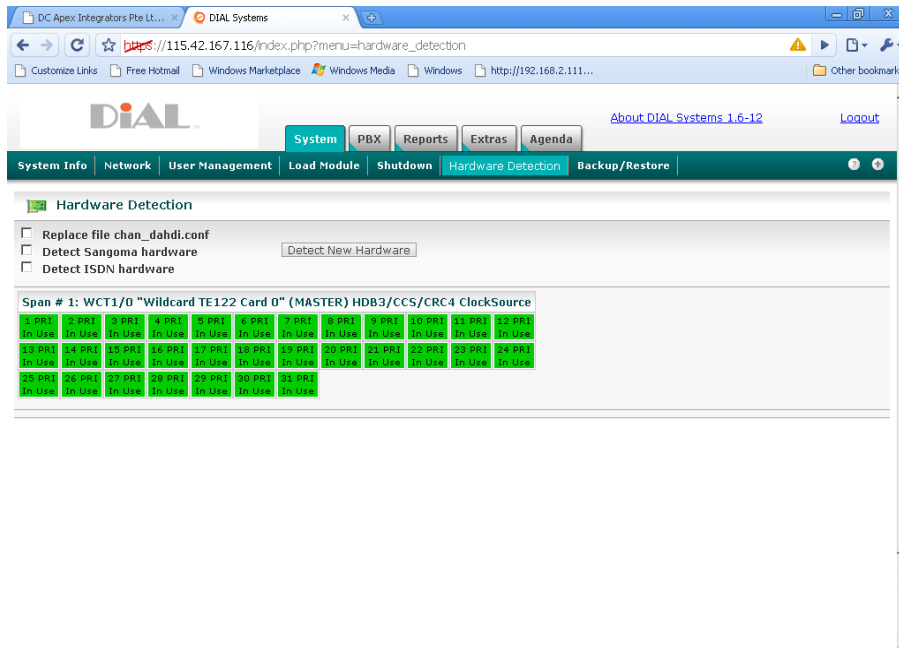 DC Apex Integrators Pte Lt...
DIAL Systems
https://115.42.167.116/index.php?menu=hardware_detection
Customize Links Free Hotmail Windows Marketplace Windows Media Windows http://192.168.2.111... Other bookmark
DiAL
About DIAL Systems 1.6-12 Logout
System PBX Reports Extras Agenda
System Info Network User Management Load Module Shutdown Hardware Detection Backup/Restore
Hardware Detection
Replace file chan_dahdi.conf
Detect Sangoma hardware
Detect New Hardware
Detect ISDN hardware
Span # 1: WCT1/0 "Wildcard TE122 Card 0" (MASTER) HDB3/CCS/CRC4 ClockSource
1 PRI 2 PRI 3 PRI 4 PRI 5 PRI 6 PRI 7 PRI 8 PRI 9 PRI 10 PRI 11 PRI 12 PRI
In Use In Use In Use In Use In Use In Use In Use In Use In Use In Use In Use In Use
13 PRI 14 PRI 15 PRI 16 PRI 17 PRI 18 PRI 19 PRI 20 PRI 21 PRI 22 PRI 23 PRI 24 PRI
In Use In Use In Use In Use In Use In Use In Use In Use In Use In Use In Use In Use
25 PRI 26 PRI 27 PRI 28 PRI 29 PRI 30 PRI 31 PRI
In Use In Use In Use In Use In Use In Use In Use